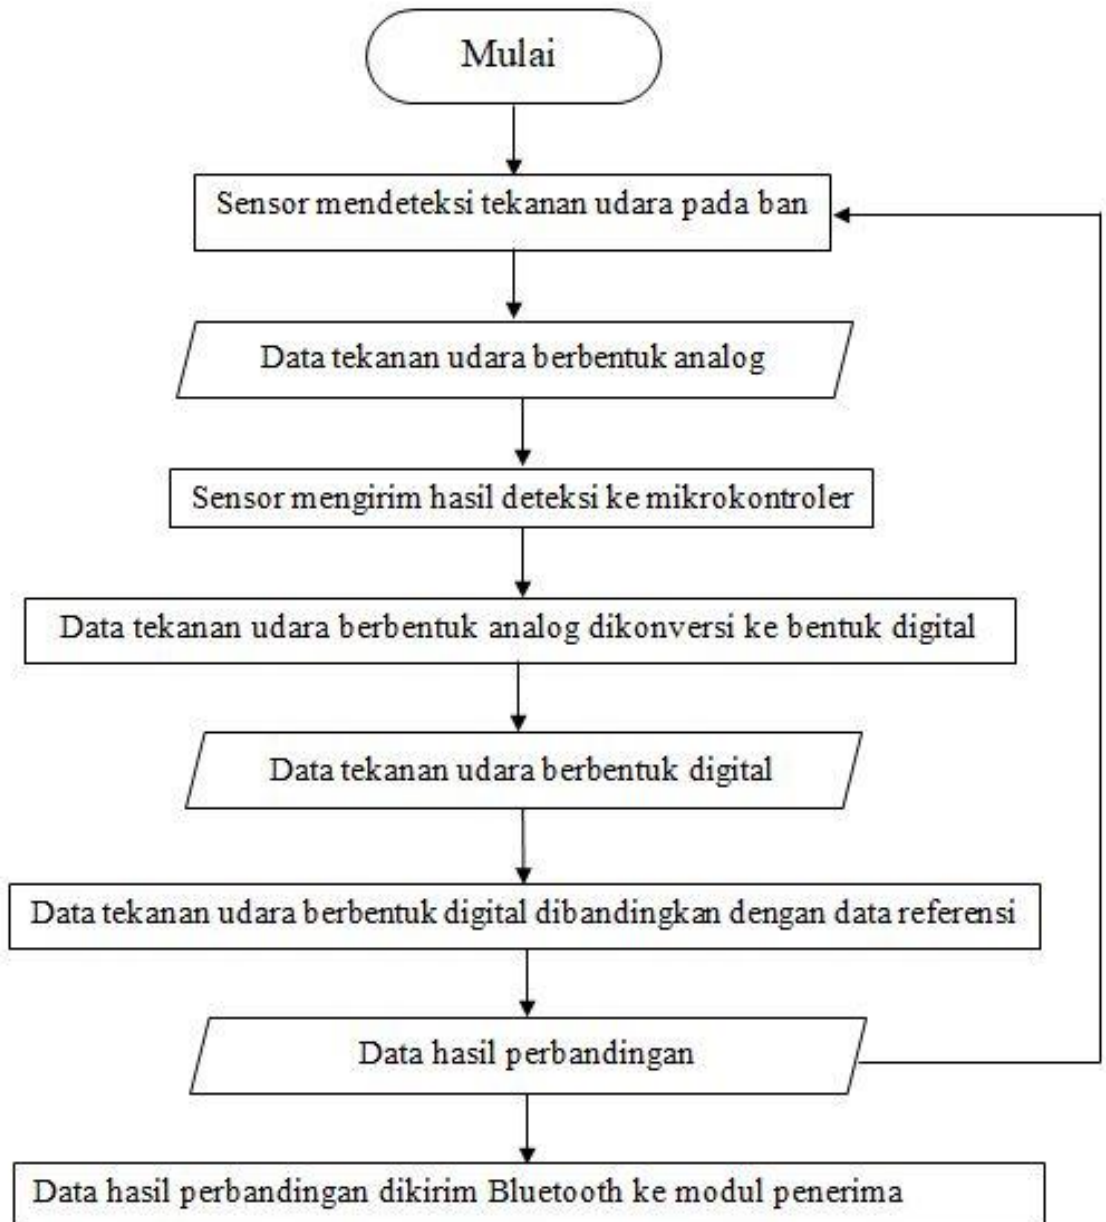 Mulai
Sensor mendeteksi tekanan udara pada ban
Data tekanan udara berbentuk analog
Sensor mengirim hasil deteksi ke mikrokontroler
Data tekanan udara berbentuk analog dikonversi ke bentuk digital
Data tekanan udara berbentuk digital
Data tekanan udara berbentuk digital dibandingkan dengan data referensi
Data hasil perbandingan
Data hasil perbandingan dikirim Bluetooth ke modul penerima